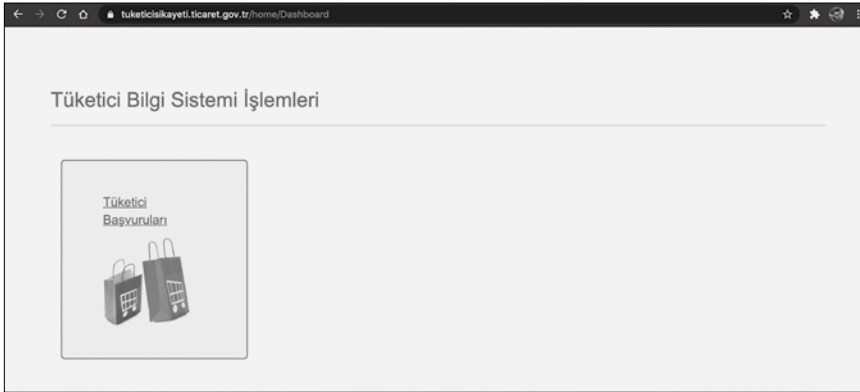 tuketicisikayeti.ticaret.gov.tr/home/Dashboard
Tüketici Bilgi Sistemi İşlemleri
Tüketici
Başvuruları